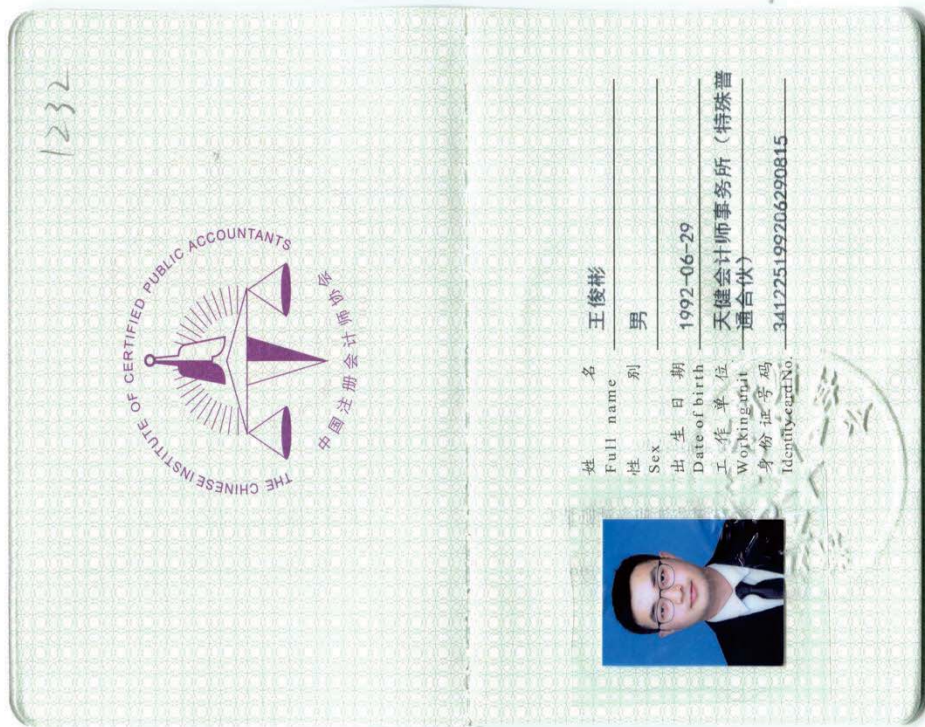 1232
THE CHINESE INSTITUTE OF CERTIFIED PUBLIC ACCOUNTANTS
中国注册会计师协会
姓 名 王俊彬
Full name
性 别 男
Sex
出 生 日 期 1992-06-29
Date of birth
工 作 单 位 天健会计师事务所（特殊普
Working unit 通合伙）
身份证号码 341225199206290815
Identity card No.